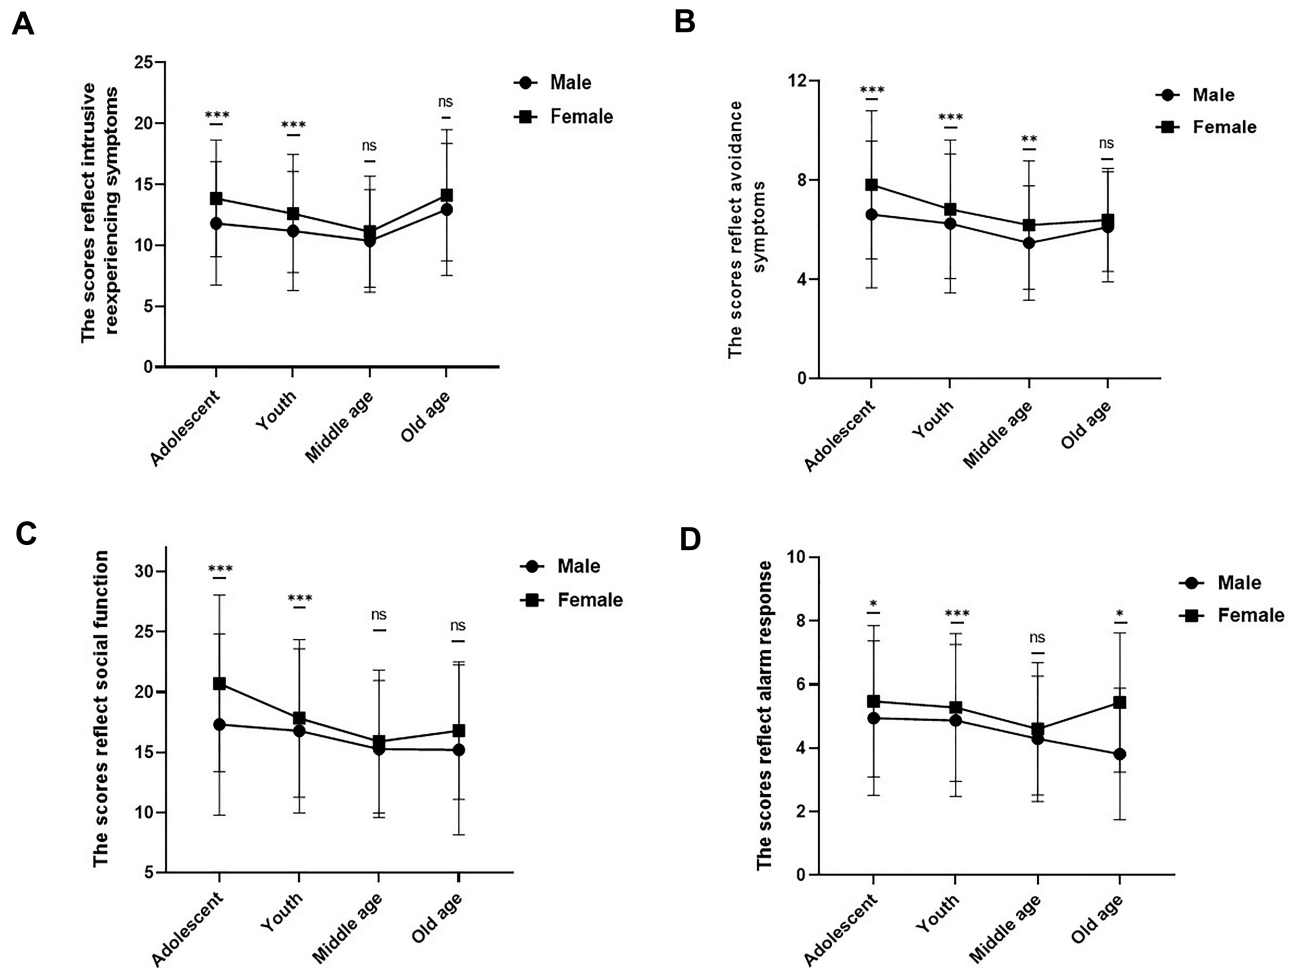 A
The scores reflect intrusive
reexperiencing symptoms
25
20
15
10
5
0
***
***
ns
ns
Male
Female
Adolescent
Youth
Middle age
Old age
B
The scores reflect avoidance
symptoms
12
8
4
0
***
***
**
ns
Male
Female
Adolescent
Youth
Middle age
Old age
C
The scores reflect social function
30
25
20
15
10
5
***
***
ns
ns
Male
Female
Adolescent
Youth
Middle age
Old age
D
The scores reflect alarm response
10
8
6
4
2
0
*
***
ns
*
Male
Female
Adolescent
Youth
Middle age
Old age